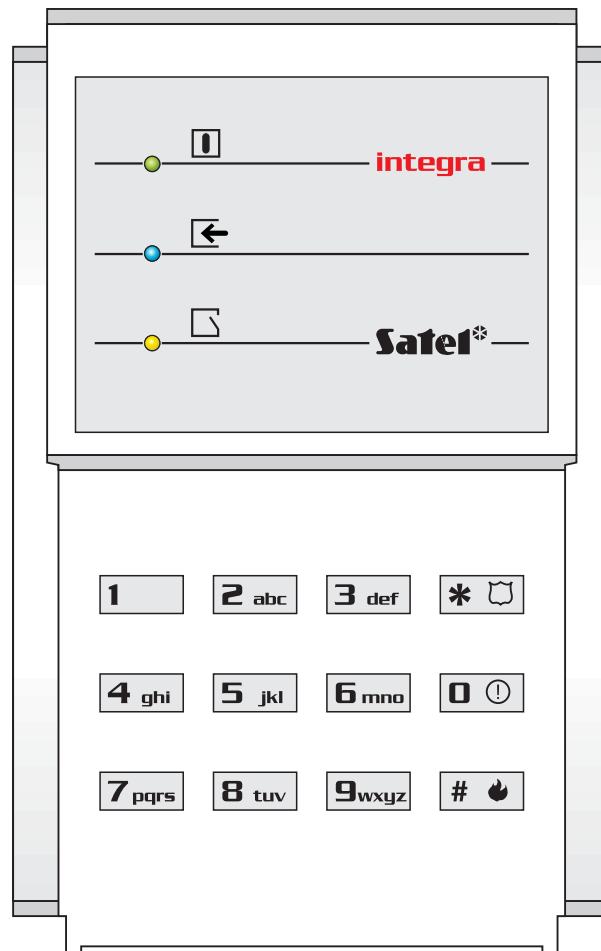 integra
Satel*
1 2 abc 3 def *
4 ghi 5 jkl 6 mno 0 !
7 pqrs 8 tuv 9 wxyz #